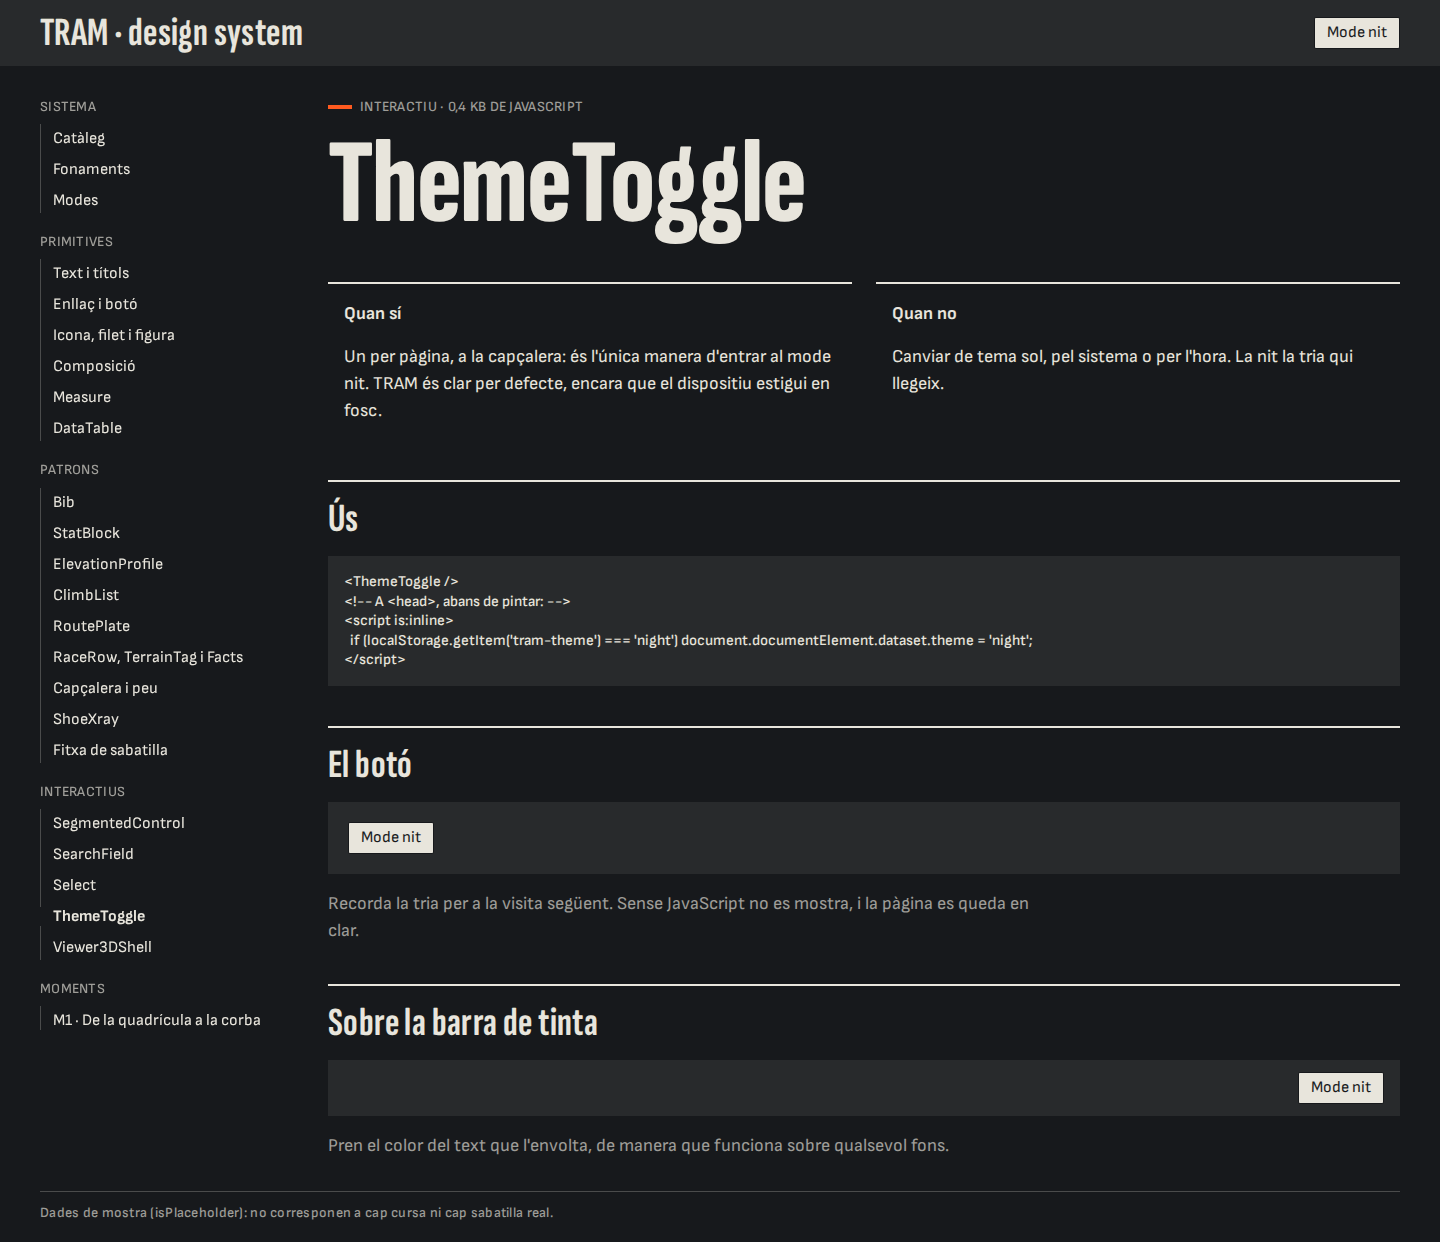 TRAM · design system
Mode nit
SISTEMA
Catàleg
Fonaments
Modes
PRIMITIVES
Text i títols
Enllaç i botó
Icona, filet i figura
Composició
Measure
DataTable
PATRONS
Bib
StatBlock
ElevationProfile
ClimbList
RoutePlate
RaceRow, TerrainTag i Facts
Capçalera i peu
ShoeXray
Fitxa de sabatilla
INTERACTIUS
SegmentedControl
SearchField
Select
ThemeToggle
Viewer3DShell
MOMENTS
M1 · De la quadrícula a la corba
INTERACTIU · 0,4 KB DE JAVASCRIPT
ThemeToggle
Quan sí
Un per pàgina, a la capçalera: és l'única manera d'entrar al mode
nit. TRAM és clar per defecte, encara que el dispositiu estigui en
fosc.
Quan no
Canviar de tema sol, pel sistema o per l'hora. La nit la tria qui
llegeix.
Ús
<ThemeToggle />
<!-- A <head>, abans de pintar: -->
<script is:inline>
  if (localStorage.getItem('tram-theme') === 'night') document.documentElement.dataset.theme = 'night';
</script>
El botó
Mode nit
Recorda la tria per a la visita següent. Sense JavaScript no es mostra, i la pàgina es queda en
clar.
Sobre la barra de tinta
Mode nit
Pren el color del text que l'envolta, de manera que funciona sobre qualsevol fons.
Dades de mostra (isPlaceholder): no corresponen a cap cursa ni cap sabatilla real.